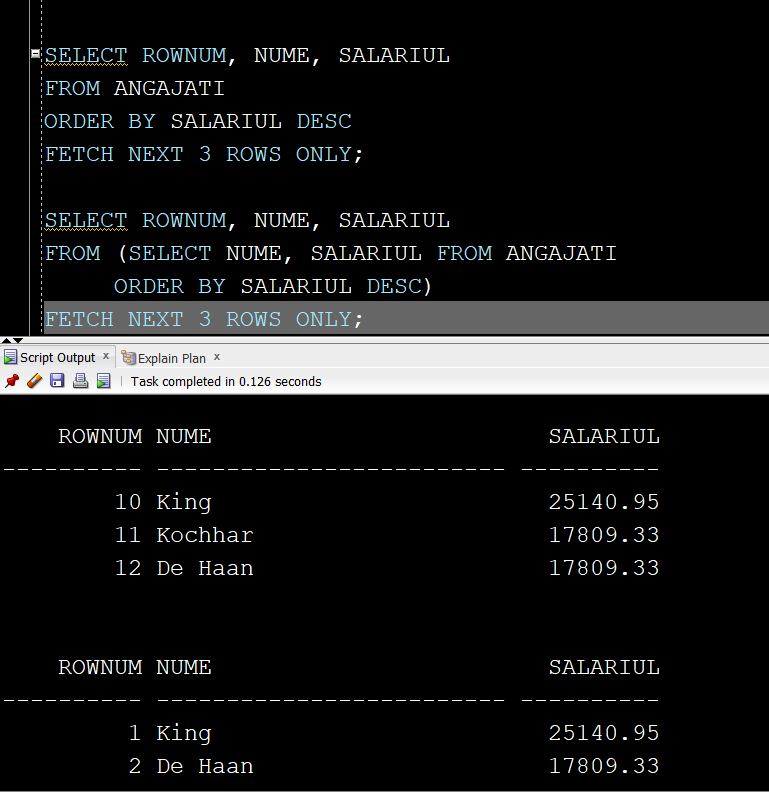 SELECT ROWNUM, NUME, SALARIUL
FROM ANGAJATI
ORDER BY SALARIUL DESC
FETCH NEXT 3 ROWS ONLY;
SELECT ROWNUM, NUME, SALARIUL
FROM (SELECT NUME, SALARIUL FROM ANGAJATI
ORDER BY SALARIUL DESC)
FETCH NEXT 3 ROWS ONLY;
Script Output x Explain Plan x
Task completed in 0.126 seconds
ROWNUM NUME SALARIUL
---------- ------------------------- ----------
10 King 25140.95
11 Kochhar 17809.33
12 De Haan 17809.33
ROWNUM NUME SALARIUL
---------- ------------------------- ----------
1 King 25140.95
2 De Haan 17809.33